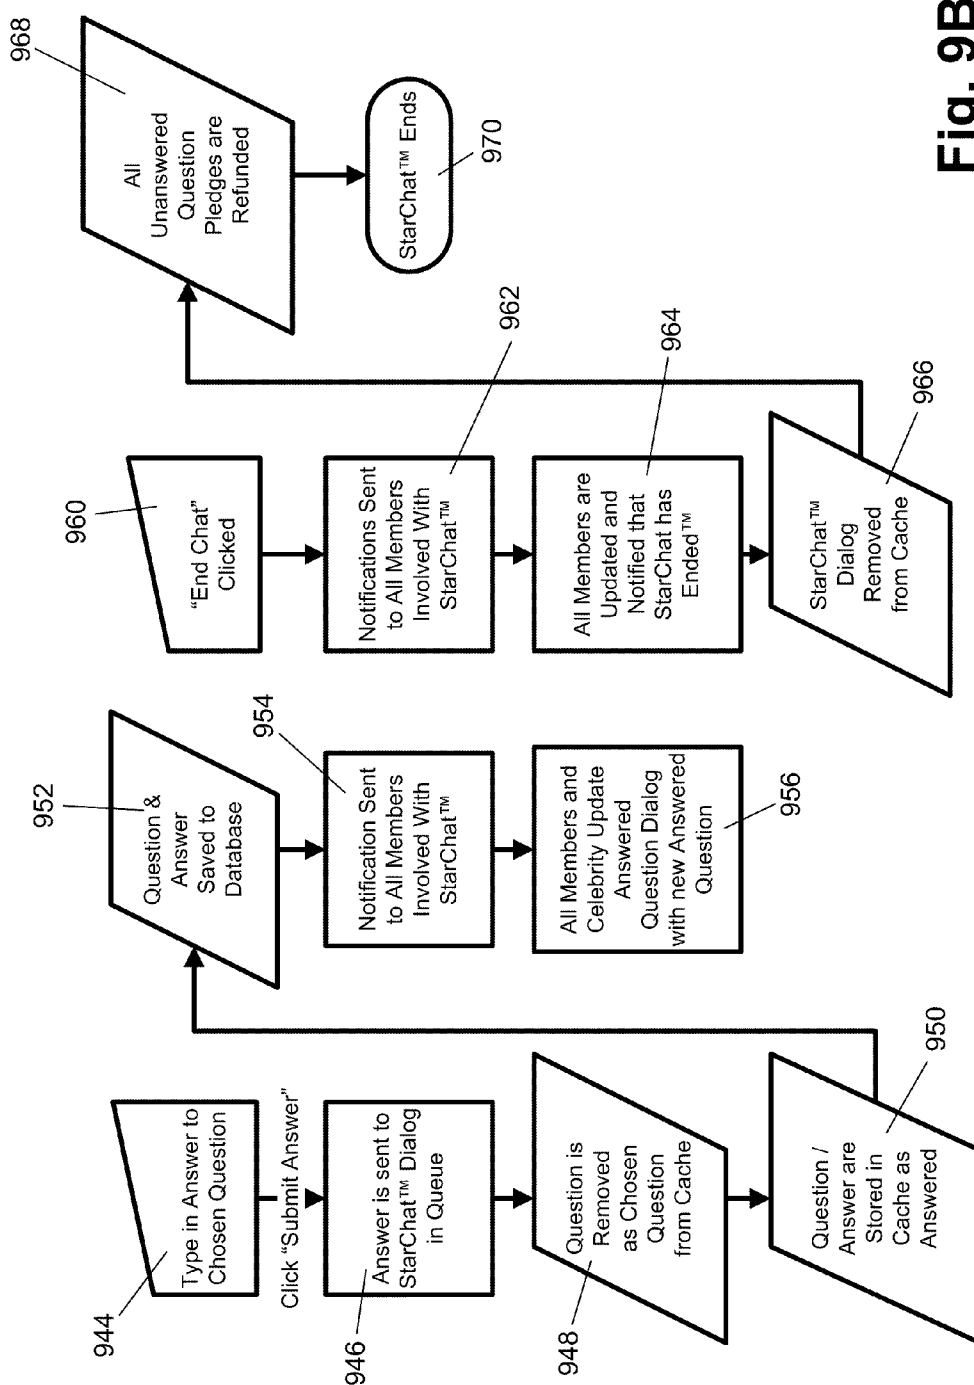 944
Type in Answer to
Chosen Question
Click “Submit Answer”
946
Answer is sent to
StarChat™ Dialog
in Queue
948
Question is
Removed
as Chosen
Question
from Cache
950
Question /
Answer are
Stored in
Cache as
Answered
952
Question &
Answer
Saved to
Database
954
Notification Sent
to All Members
Involved With
StarChat™
956
All Members and
Celebrity Update
Answered
Question Dialog
with new Answered
Question
960
“End Chat”
Clicked
962
Notifications Sent
to All Members
Involved With
StarChat™
964
All Members are
Updated and
Notified that
StarChat has
Ended™
966
StarChat™
Dialog
Removed
from Cache
968
All
Unanswered
Question
Pledges are
Refunded
970
StarChat™ Ends
Fig. 9B